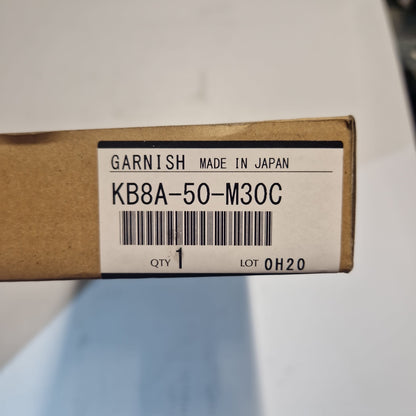 GARNISH MADE IN JAPAN
KB8A-50-M30C
QTY 1 LOT 0H20